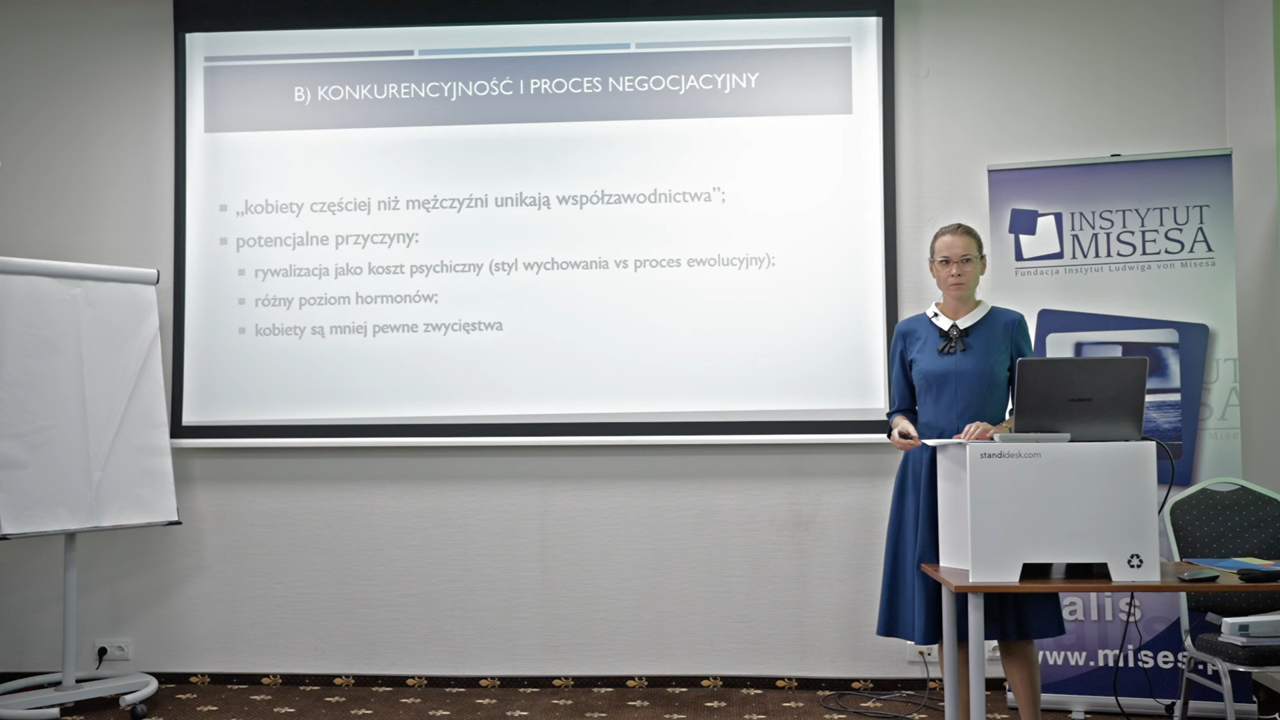 B) KONKURENCYJNOŚĆ I PROCES NEGOCJACYJNY
„kobiety częściej niż mężczyźni unikają współzawodnictwa”;
potencjalne przyczyny:
rywalizacja jako koszt psychiczny (styl wychowania vs proces ewolucyjny);
różny poziom hormonów;
kobiety są mniej pewne zwycięstwa
INSTYTUT
MISESA
Fundacja Instytut Ludwiga von Misesa
HUAWEI
standidesk.com
alis
www.mises.p